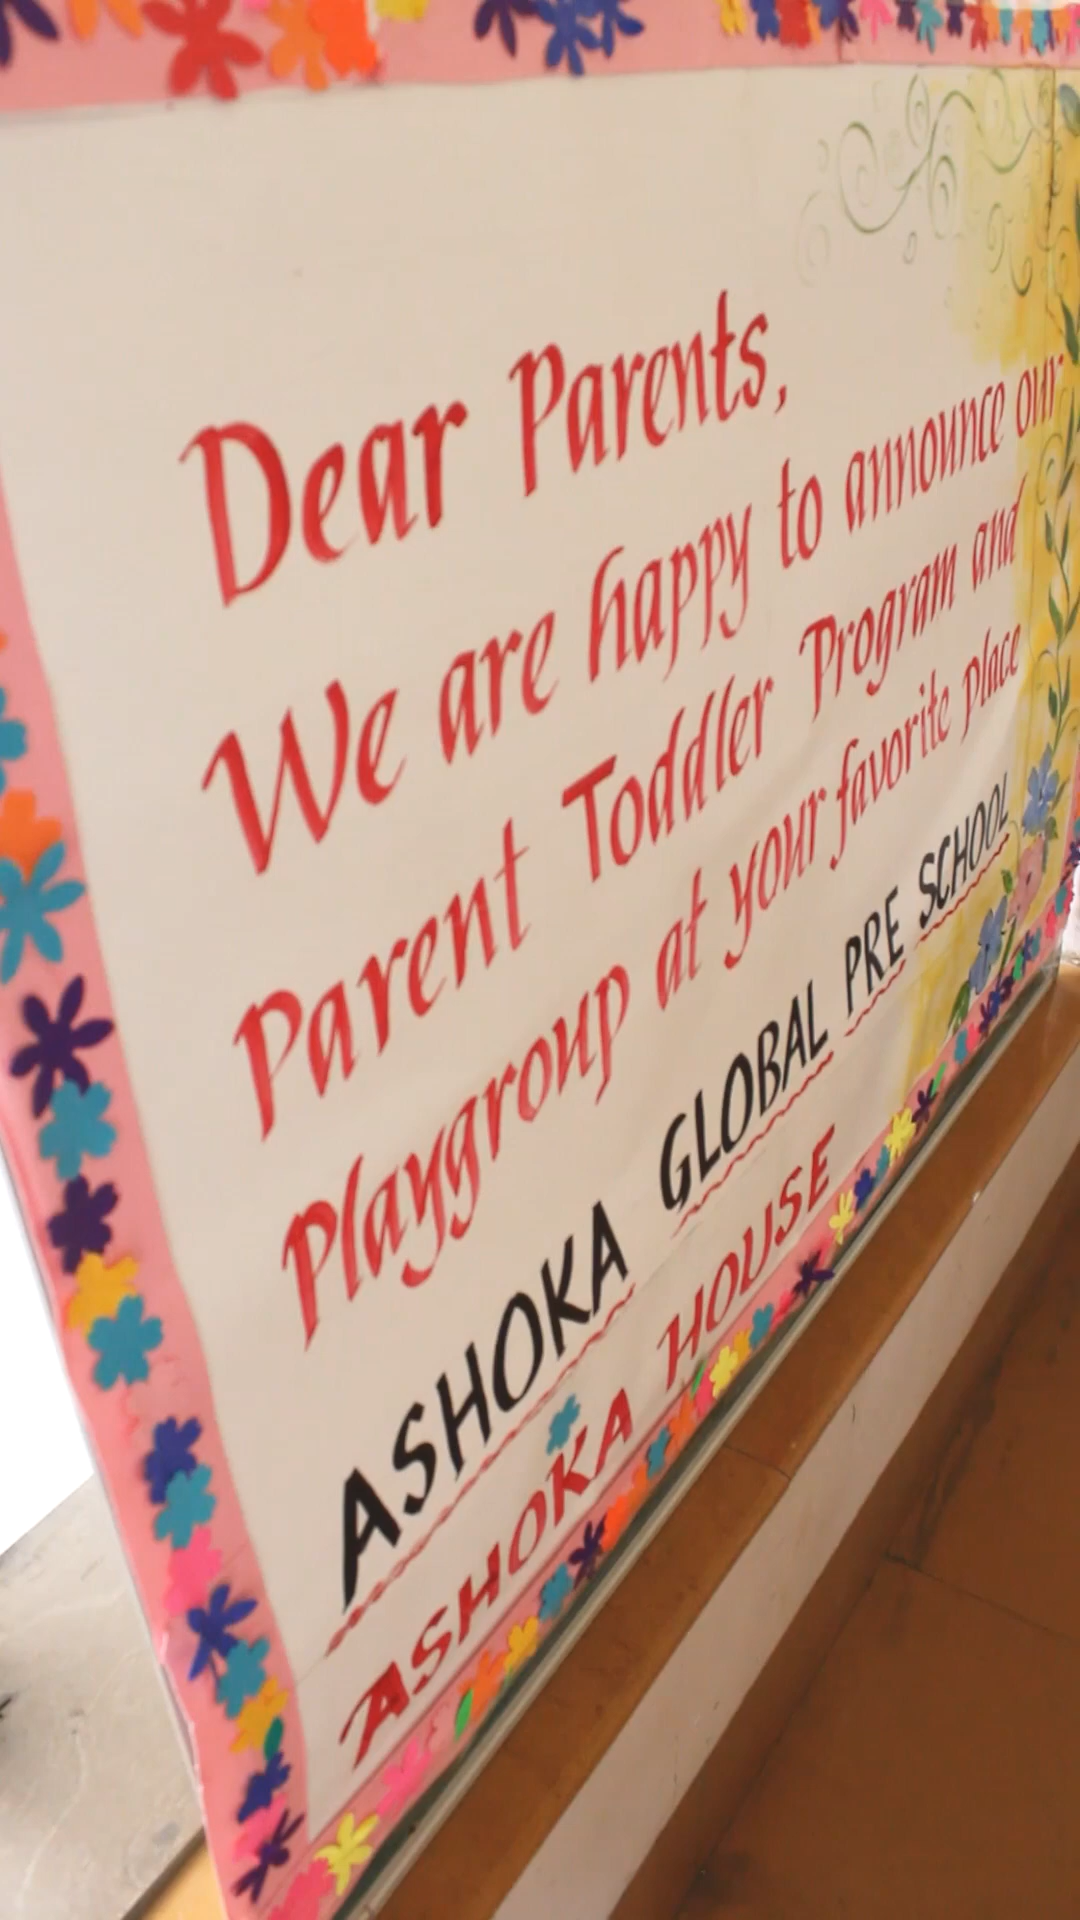 Dear Parents,
We are happy to announce our
Parent Toddler Program and
Playgroup at your favorite place
ASHOKA GLOBAL PRE SCHOOL
ASHOKA HOUSE